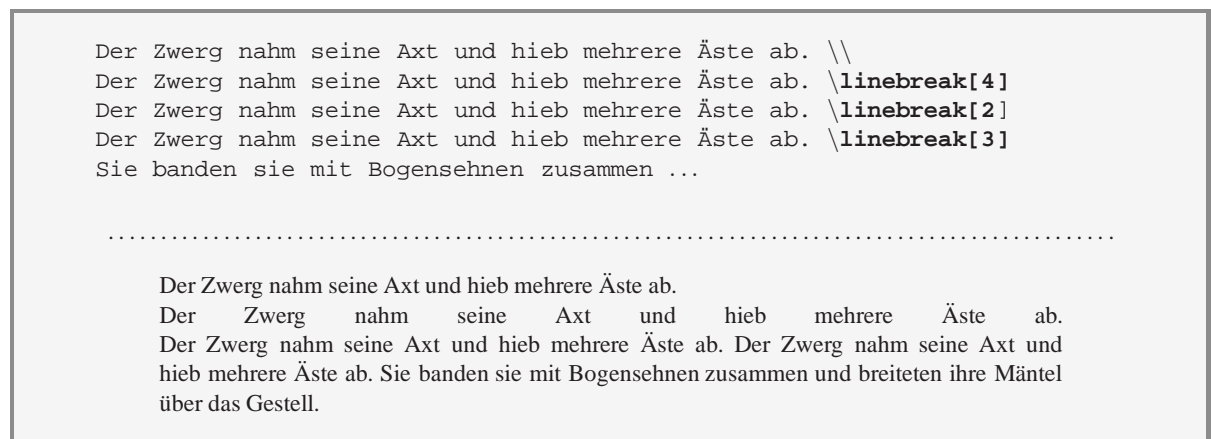 Der Zwerg nahm seine Axt und hieb mehrere Äste ab. \\
Der Zwerg nahm seine Axt und hieb mehrere Äste ab. \linebreak[4]
Der Zwerg nahm seine Axt und hieb mehrere Äste ab. \linebreak[2]
Der Zwerg nahm seine Axt und hieb mehrere Äste ab. \linebreak[3]
Sie banden sie mit Bogensehnen zusammen ...
Der Zwerg nahm seine Axt und hieb mehrere Äste ab.
Der Zwerg nahm seine Axt und hieb mehrere Äste ab.
Der Zwerg nahm seine Axt und hieb mehrere Äste ab. Der Zwerg nahm seine Axt und
hieb mehrere Äste ab. Sie banden sie mit Bogensehnen zusammen und breiteten ihre Mäntel
über das Gestell.